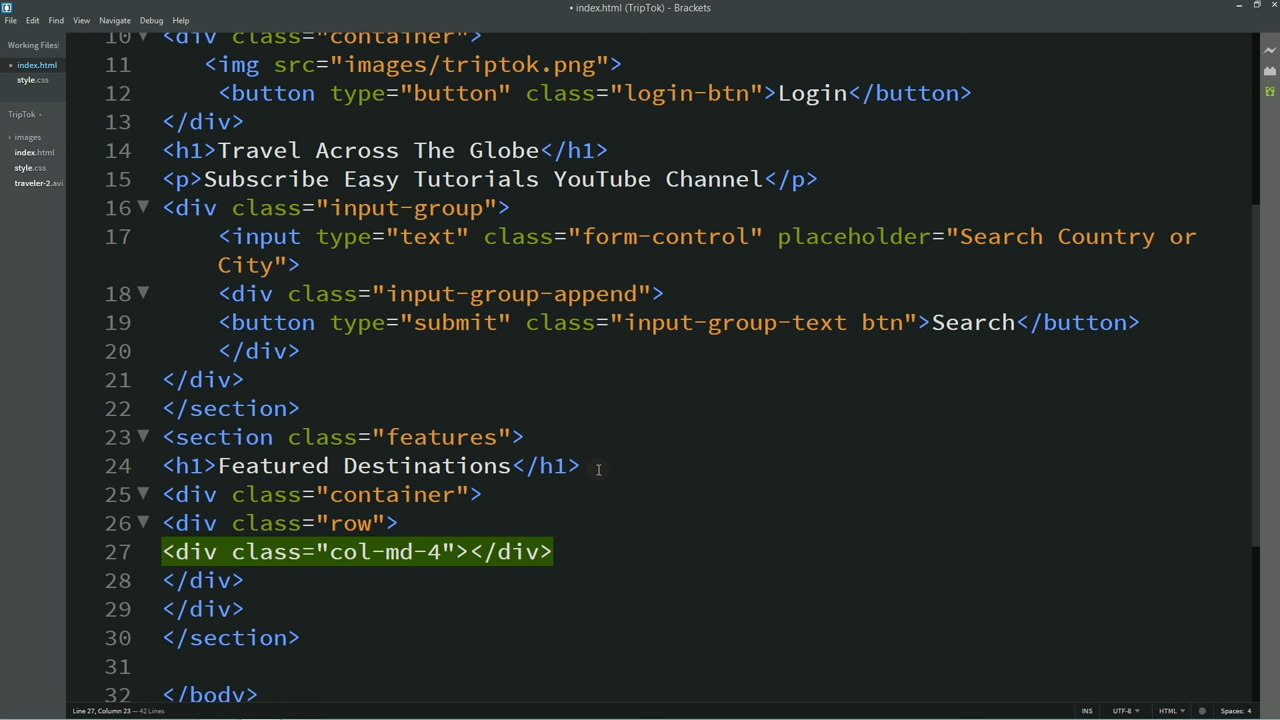 • index.html (TripTok) - Brackets
File Edit Find View Navigate Debug Help
Working Files
• index.html
style.css
TripTok
images
index.html
style.css
traveler-2.avi
10 <div class="container">
11 <img src="images/triptok.png">
12 <button type="button" class="login-btn">Login</button>
13 </div>
14 <h1>Travel Across The Globe</h1>
15 <p>Subscribe Easy Tutorials YouTube Channel</p>
16 <div class="input-group">
17 <input type="text" class="form-control" placeholder="Search Country or
City">
18 <div class="input-group-append">
19 <button type="submit" class="input-group-text btn">Search</button>
20 </div>
21 </div>
22 </section>
23 <section class="features">
24 <h1>Featured Destinations</h1>
25 <div class="container">
26 <div class="row">
27 <div class="col-md-4"></div>
28 </div>
29 </div>
30 </section>
31
32 </body>
Line 27, Column 23 — 42 Lines
INS UTF-8 HTML Spaces: 4